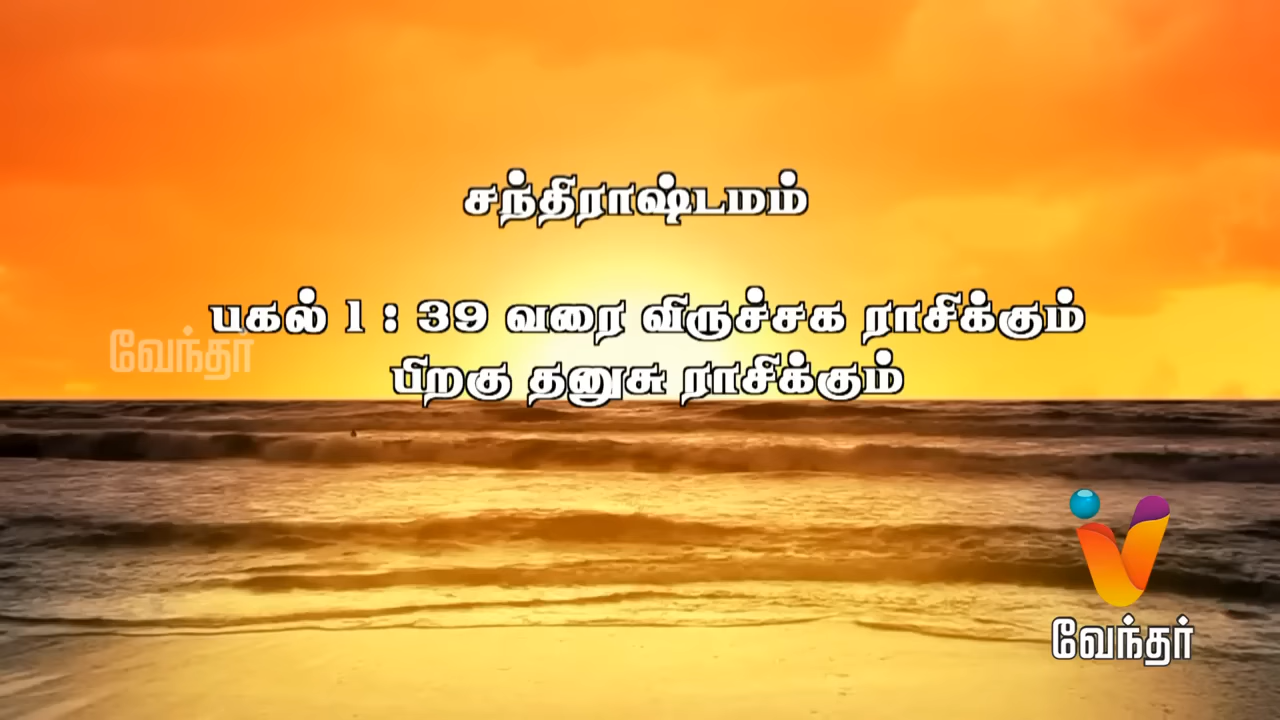 சந்திராஷ்டமம்
பகல் 1 : 39 வரை விருச்சக ராசிக்கும்
வேந்தர்
பிறகு தனுசு ராசிக்கும்
வேந்தர்